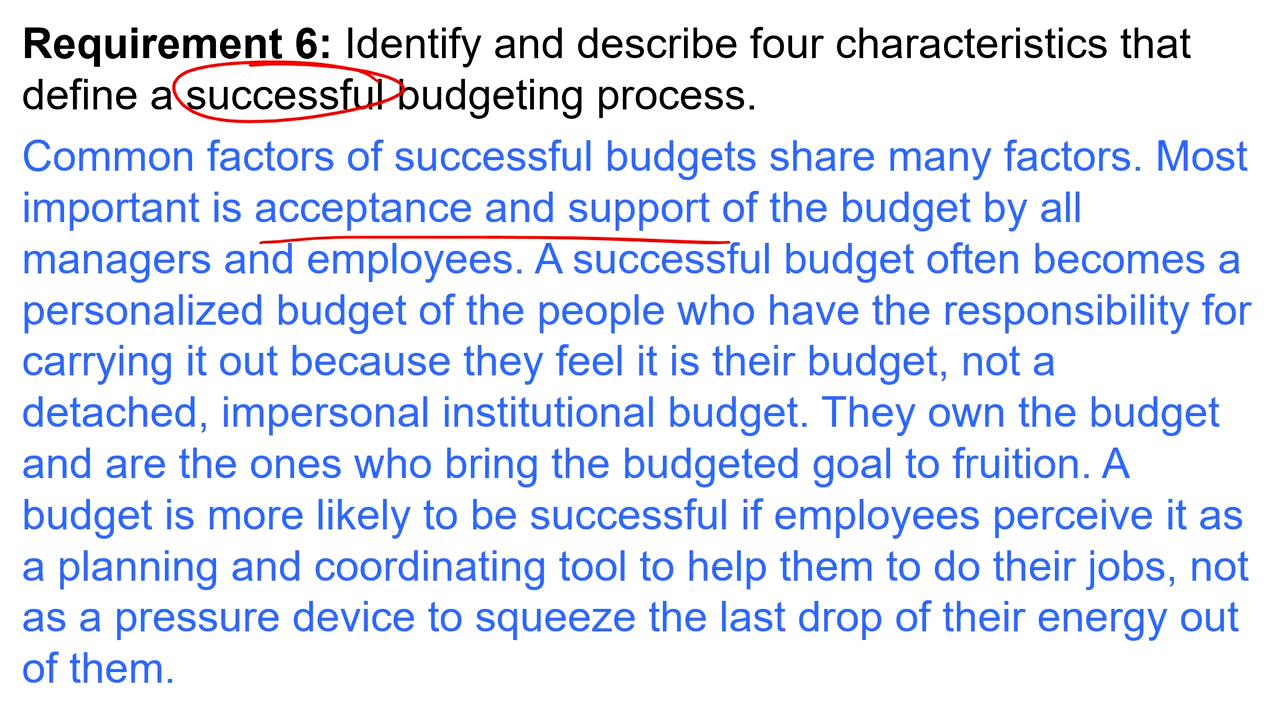 Requirement 6: Identify and describe four characteristics that
define a successful budgeting process.
Common factors of successful budgets share many factors. Most
important is acceptance and support of the budget by all
managers and employees. A successful budget often becomes a
personalized budget of the people who have the responsibility for
carrying it out because they feel it is their budget, not a
detached, impersonal institutional budget. They own the budget
and are the ones who bring the budgeted goal to fruition. A
budget is more likely to be successful if employees perceive it as
a planning and coordinating tool to help them to do their jobs, not
as a pressure device to squeeze the last drop of their energy out
of them.